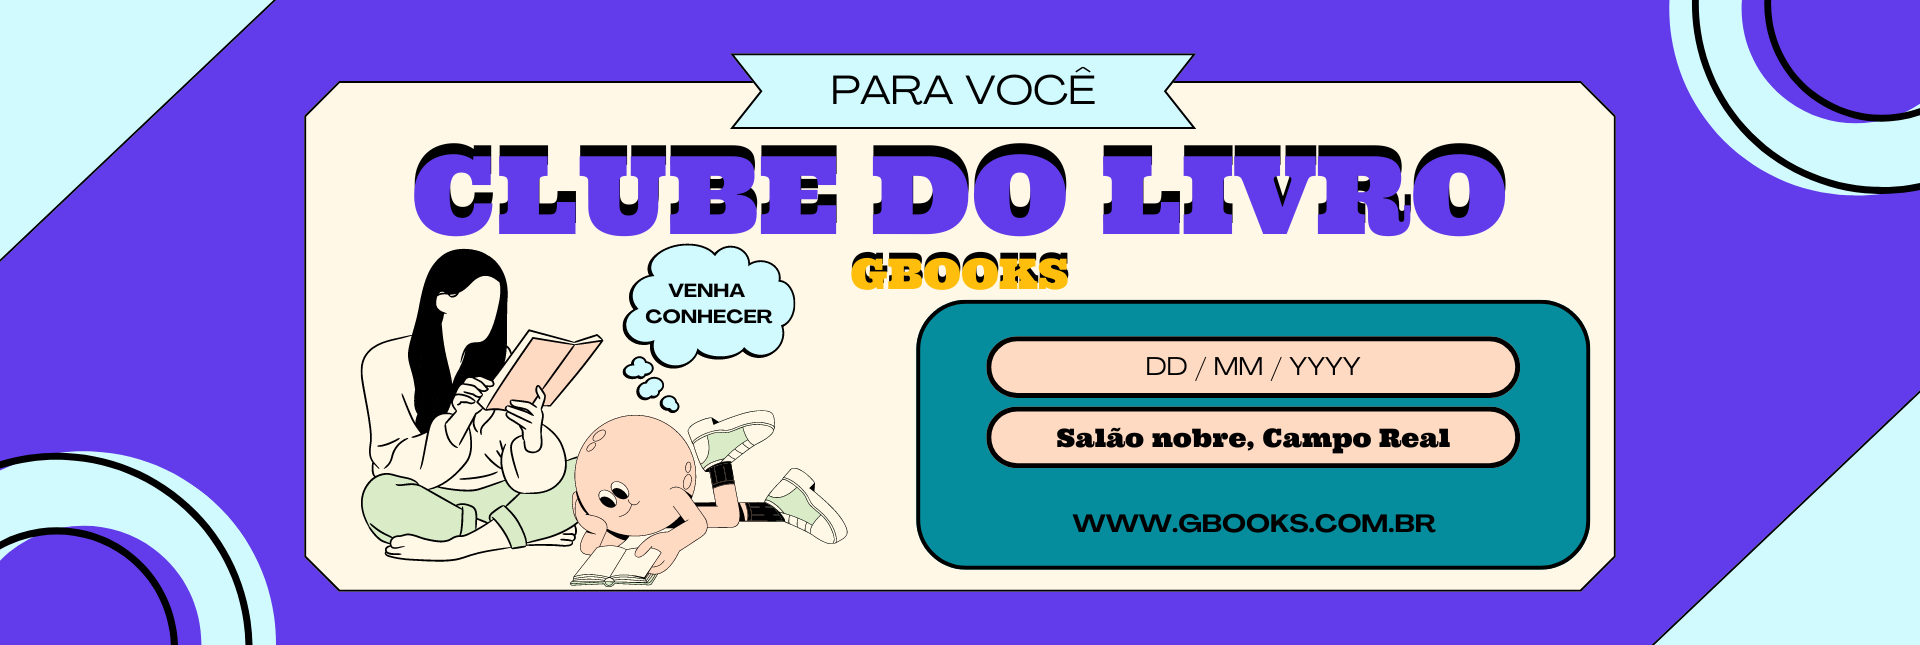 PARA VOCÊ
CLUBE DO LIVRO
GBOOKS
VENHA
CONHECER
DD / MM / YYYY
Salão nobre, Campo Real
WWW.GBOOKS.COM.BR